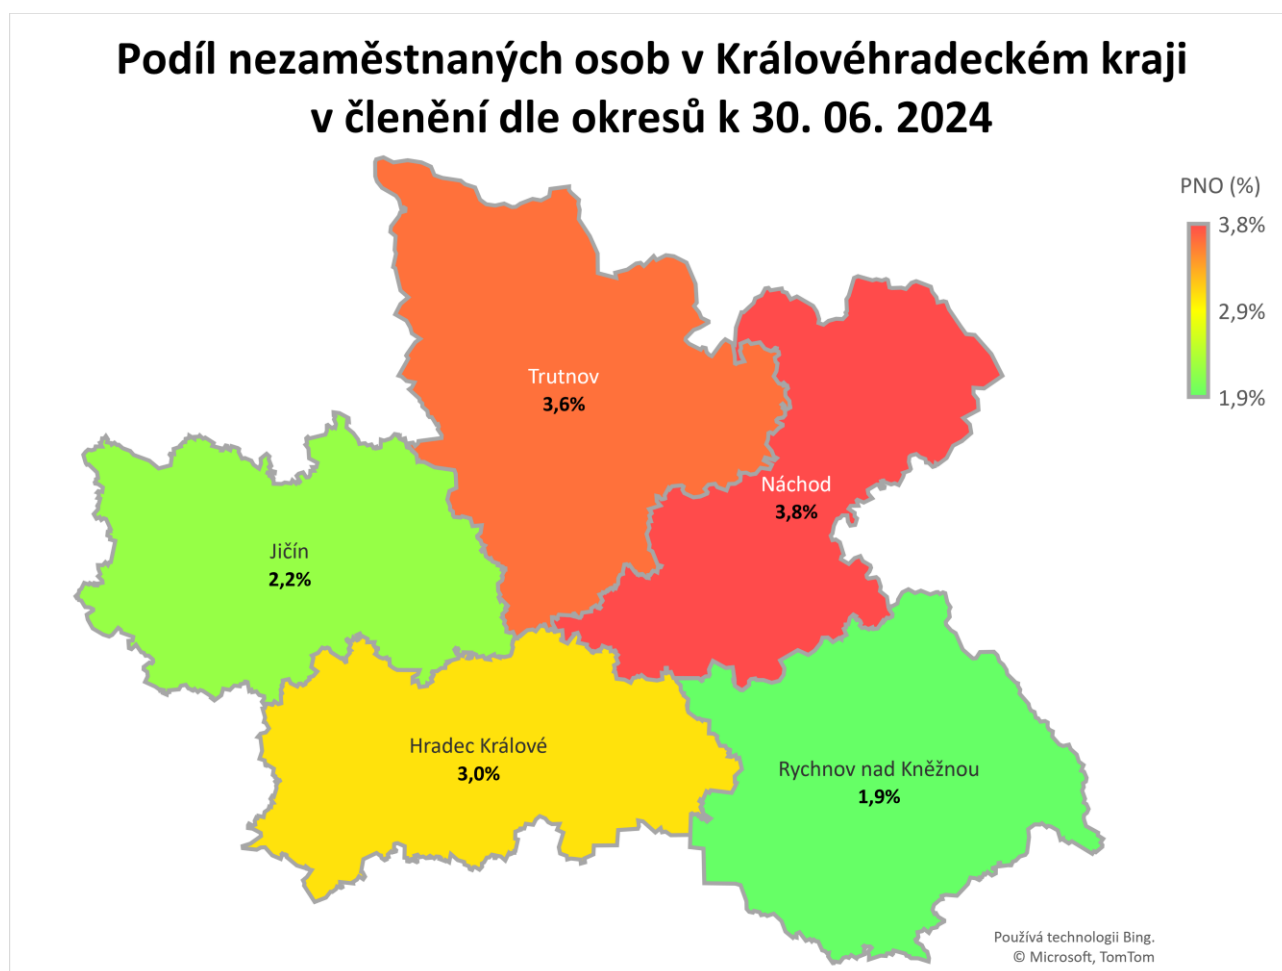 Podíl nezaměstnaných osob v Královéhradeckém kraji
v členění dle okresů k 30. 06. 2024
PNO (%)
3,8%
2,9%
1,9%
Trutnov
3,6%
Náchod
3,8%
Jičín
2,2%
Hradec Králové
3,0%
Rychnov nad Kněžnou
1,9%
Používá technologii Bing.
© Microsoft, TomTom